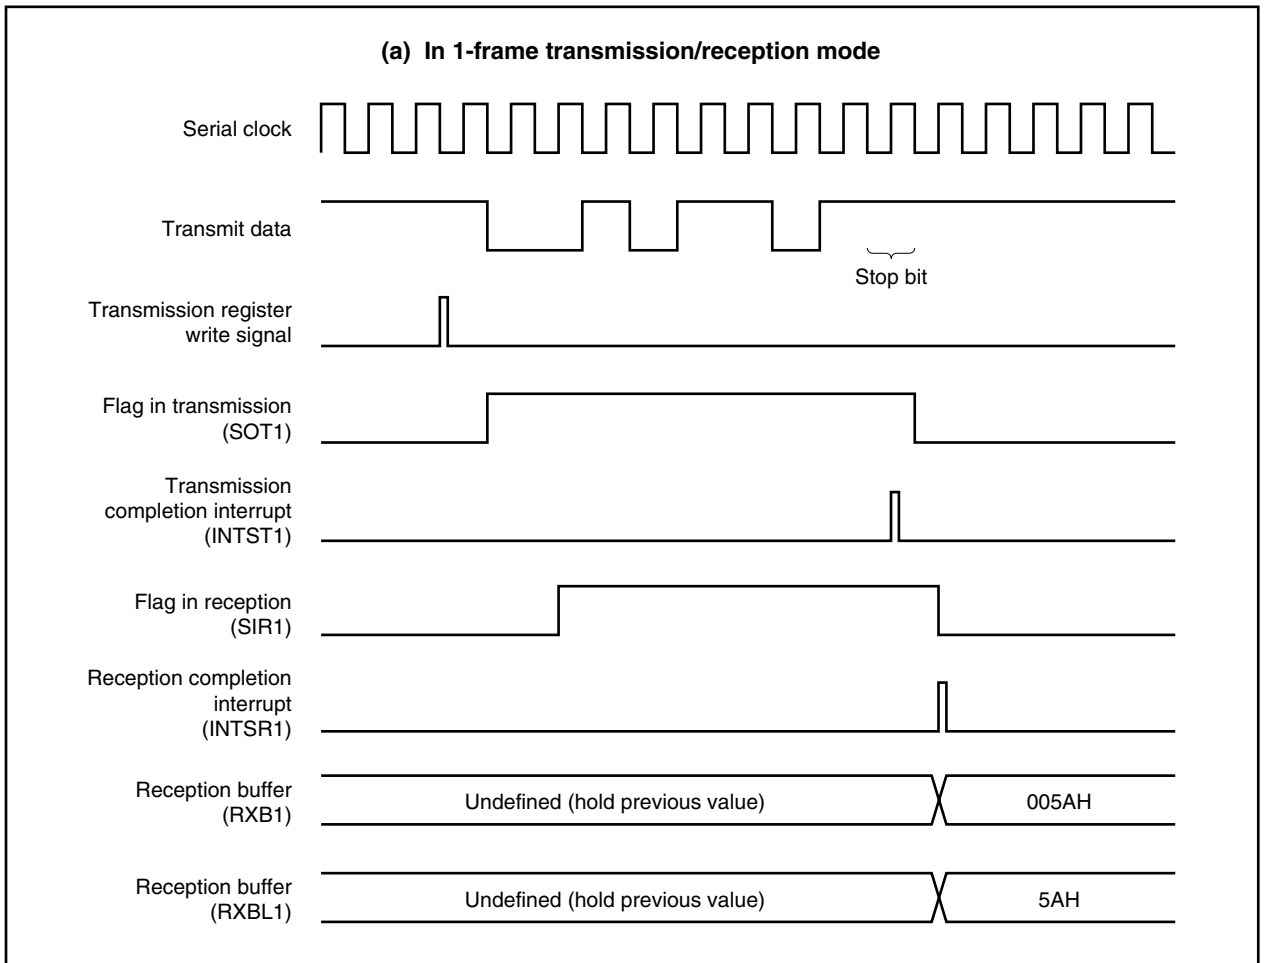 (a) In 1-frame transmission/reception mode
Serial clock
Transmit data
Stop bit
Transmission register
write signal
Flag in transmission
(SOT1)
Transmission
completion interrupt
(INTST1)
Flag in reception
(SIR1)
Reception completion
interrupt
(INTSR1)
Reception buffer
(RXB1)
Undefined (hold previous value)
005AH
Reception buffer
(RXBL1)
Undefined (hold previous value)
5AH